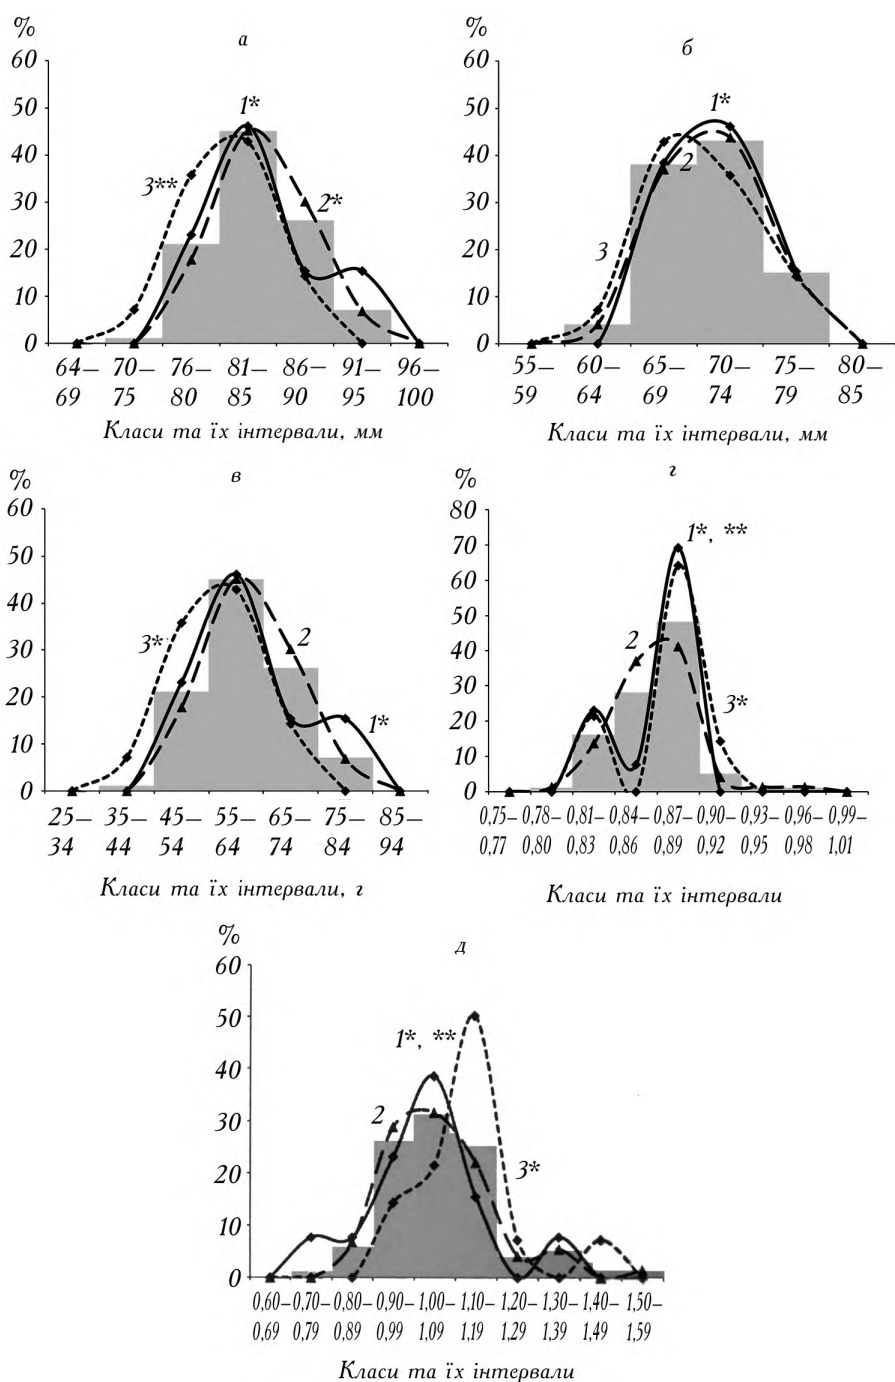 %
а
60
50
40
30
20
10
0
1*
2*
3**
64– 70– 76– 81– 86– 91– 96–
69 75 80 85 90 95 100
Класи та їх інтервали, мм
%
б
60
50
40
30
20
10
0
1*
2
3
55– 60– 65– 70– 75– 80–
59 64 69 74 79 85
Класи та їх інтервали, мм
%
в
60
50
40
30
20
10
0
3*
2
1*
25– 35– 45– 55– 65– 75– 85–
34 44 54 64 74 84 94
Класи та їх інтервали, г
%
г
80
70
60
50
40
30
20
10
0
1*, **
2
3*
0,75– 0,78– 0,81– 0,84– 0,87– 0,90– 0,93– 0,96– 0,99–
0,77 0,80 0,83 0,86 0,89 0,92 0,95 0,98 1,01
Класи та їх інтервали
%
д
60
50
40
30
20
10
0
1*, **
2
3*
0,60– 0,70– 0,80– 0,90– 1,00– 1,10– 1,20– 1,30– 1,40– 1,50–
0,69 0,79 0,89 0,99 1,09 1,19 1,29 1,39 1,49 1,59
Класи та їх інтервали